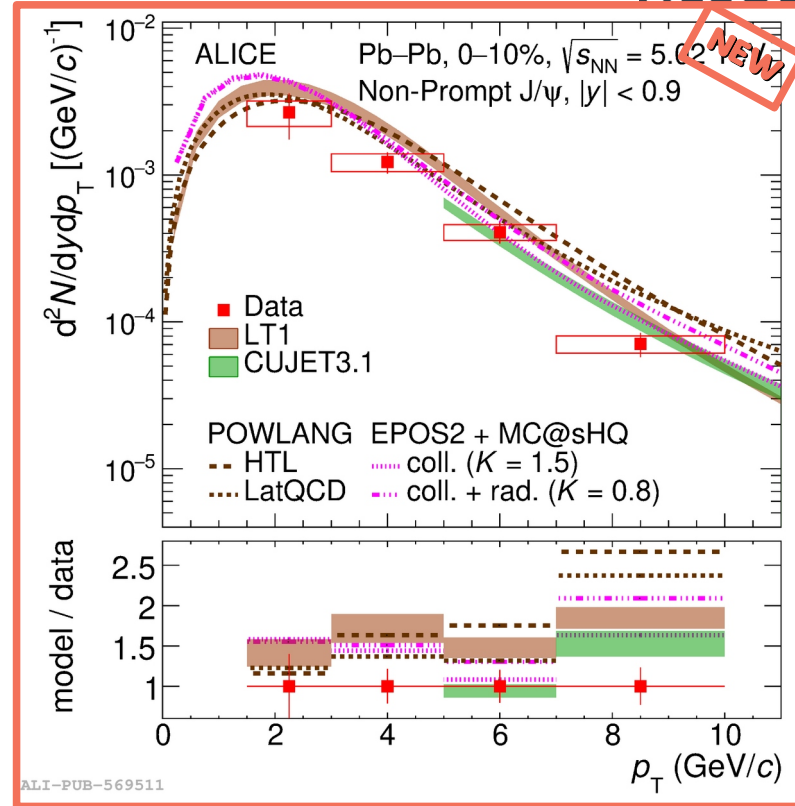 ALICE
Pb–Pb, 0–10%, √sNN = 5.02
NEW
Non-Prompt J/ψ, |y| < 0.9
d²N/dydpT [(GeV/c)⁻¹]
10⁻²
10⁻³
10⁻⁴
10⁻⁵
Data
LT1
CUJET3.1
POWLANG
HTL
LatQCD
EPOS2 + MC@sHQ
coll. (K = 1.5)
coll. + rad. (K = 0.8)
model / data
2.5
2
1.5
1
0 2 4 6 8 10
pT (GeV/c)
ALI-PUB-569511